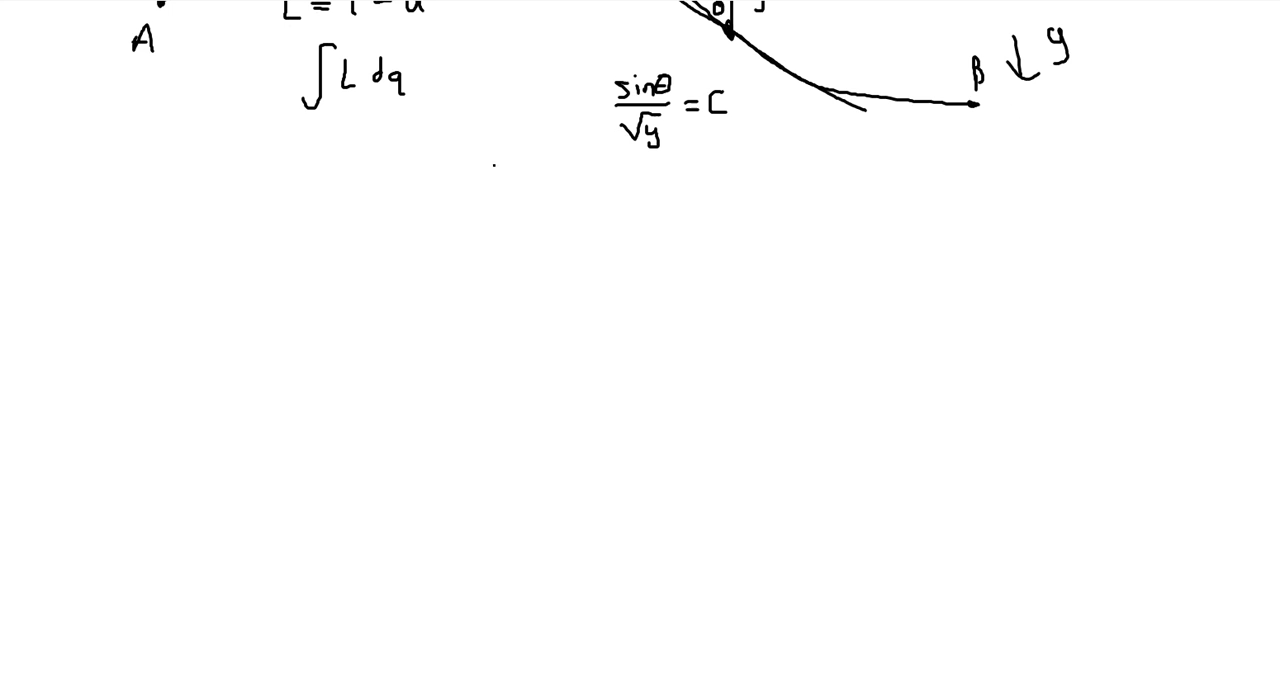 L = T - u
A
∫ L dq
θ
B
↓ g
sinθ/√y = C